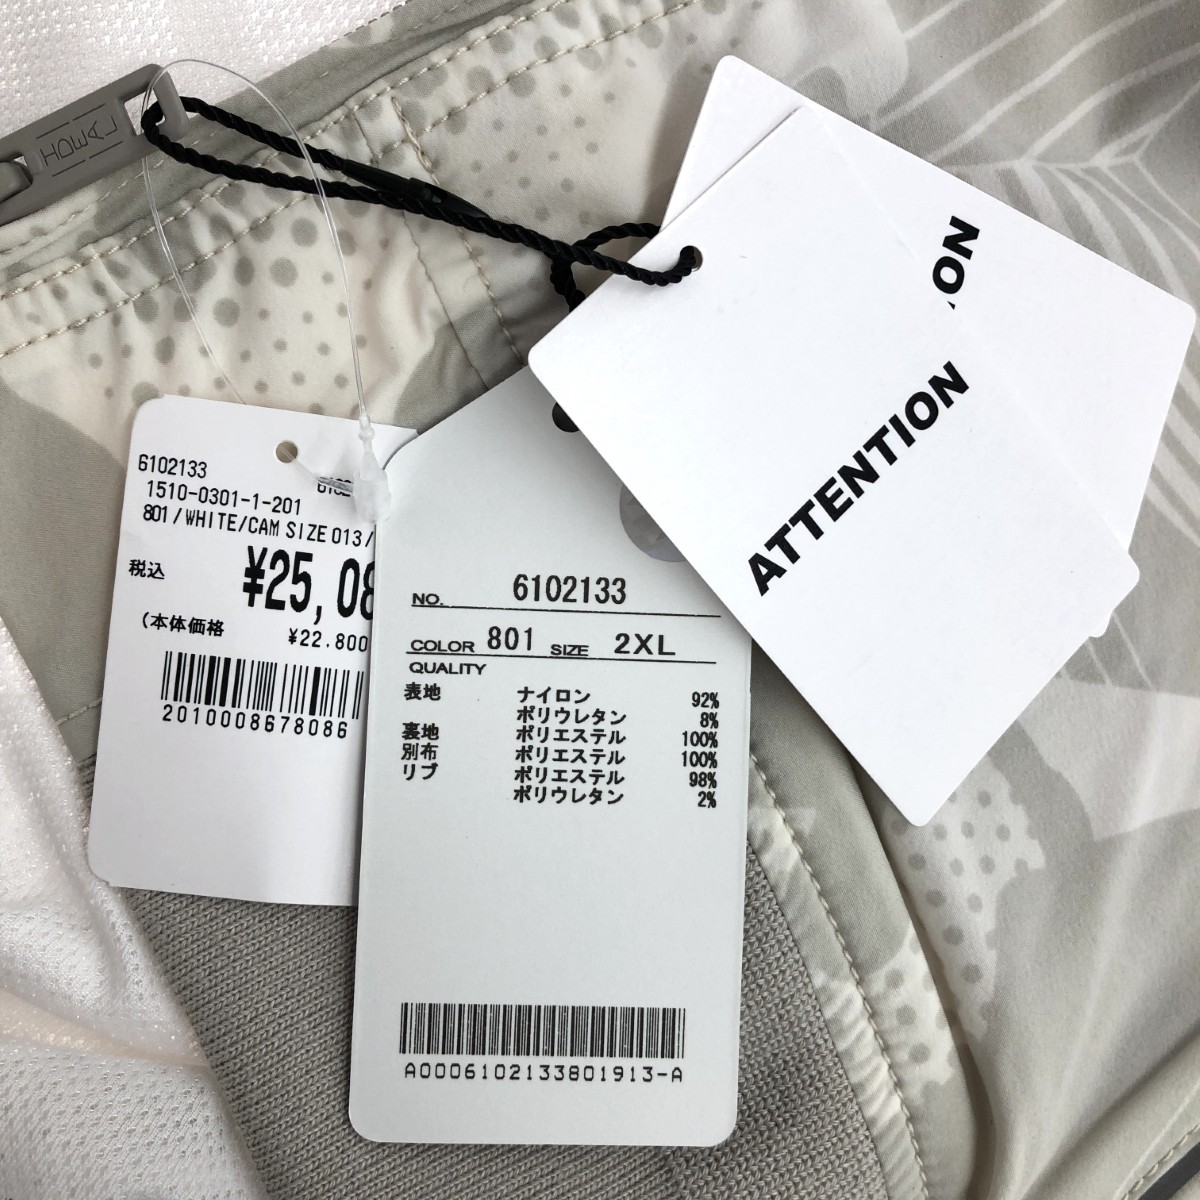 6102133
1510-0301-1-201
801/WHITE/CAM SIZE 013/
税込
¥25,08
(本体価格 ¥22.800
2010008678086
NO. 6102133
COLOR 801 SIZE 2XL
QUALITY
表地 ナイロン 92%
ポリウレタン 8%
裏地 ポリエステル 100%
別布 ポリエステル 100%
リブ ポリエステル 98%
ポリウレタン 2%
A0006102133801913-A
ATTENTION
ON